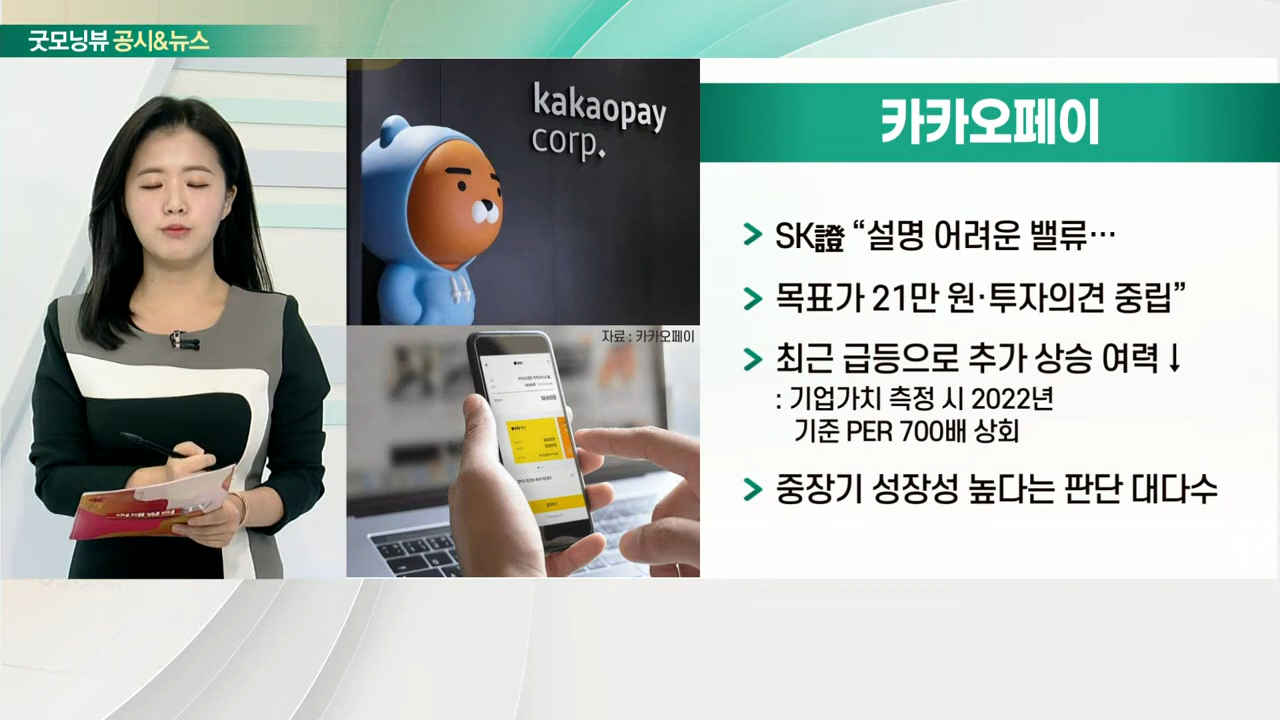 굿모닝뷰 공시&뉴스
kakaopay
corp.
자료 : 카카오페이
카카오페이
SK證 “설명 어려운 밸류…
목표가 21만 원·투자의견 중립”
최근 급등으로 추가 상승 여력↓
: 기업가치 측정 시 2022년
기준 PER 700배 상회
중장기 성장성 높다는 판단 대다수